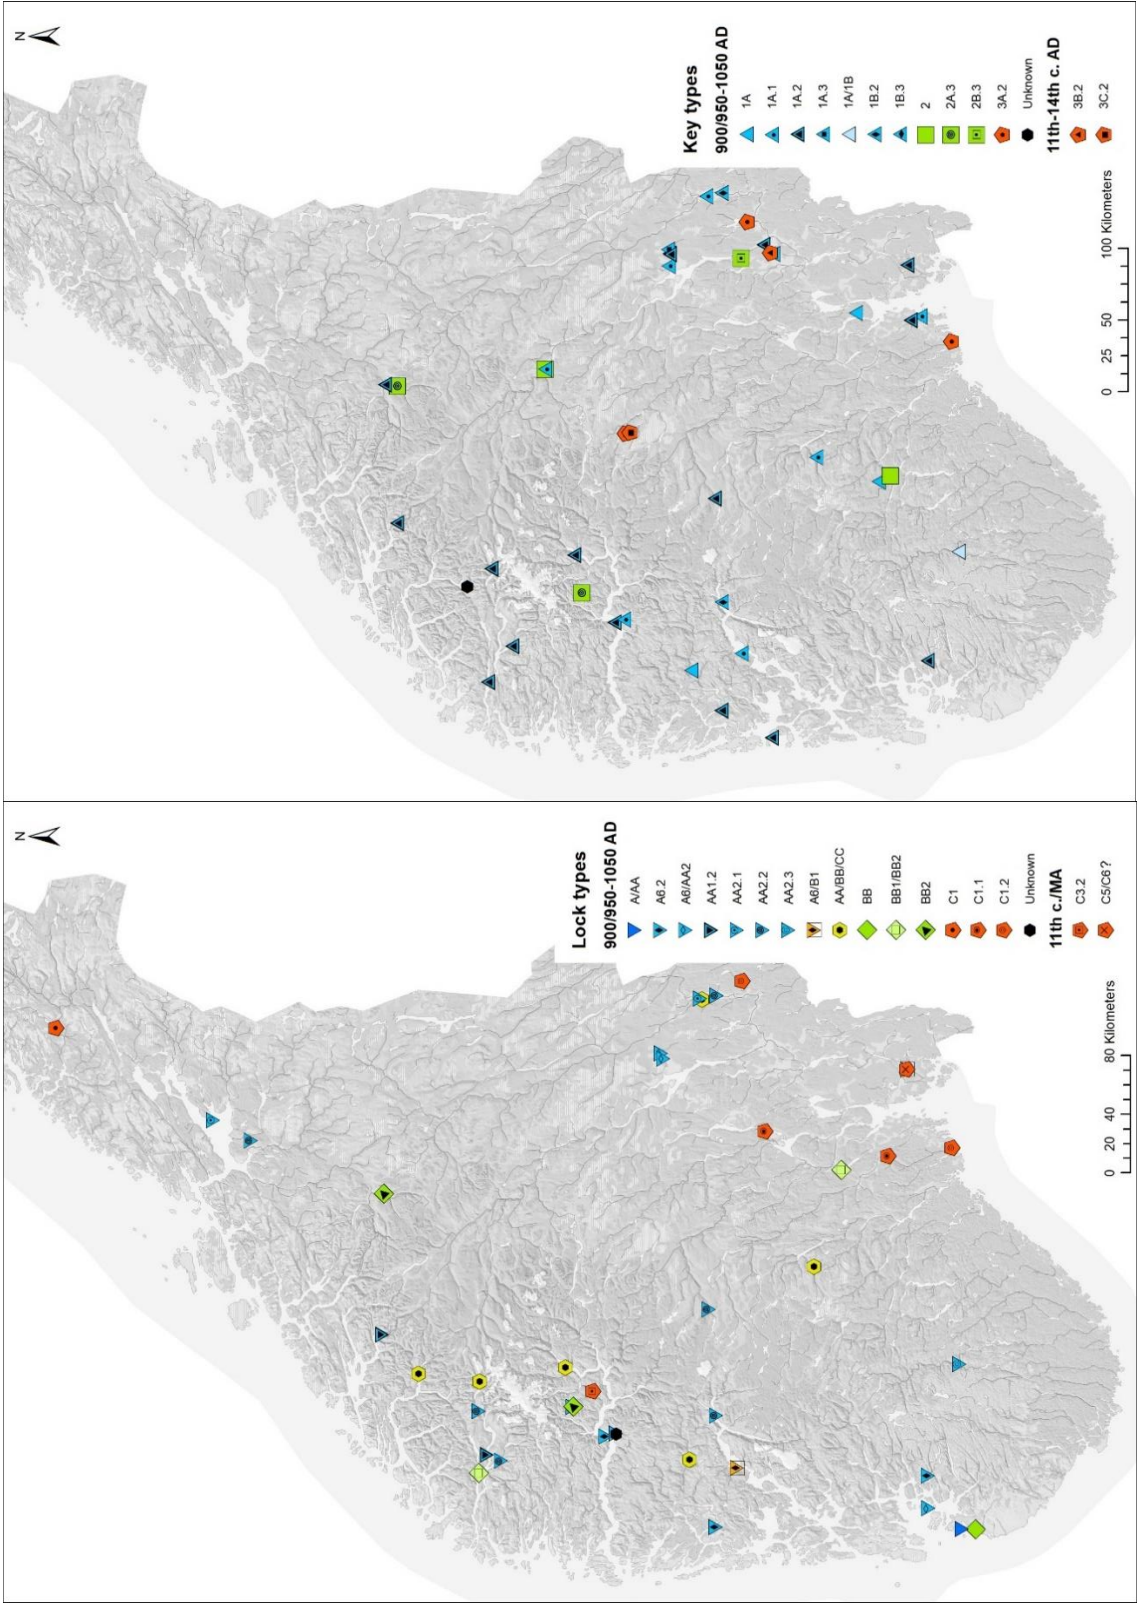 N
Lock types
900/950-1050 AD
A/AA
A6.2
A6/AA2
AA1.2
AA2.1
AA2.2
AA2.3
A6/B1
AA/BB/CC
BB
BB1/BB2
BB2
C1
C1.1
C1.2
Unknown
11th c./MA
C3.2
C5/C6?
0 20 40 80 Kilometers
N
Key types
900/950-1050 AD
1A
1A.1
1A.2
1A.3
1A/1B
1B.2
1B.3
2
2A.3
2B.3
3A.2
Unknown
11th-14th c. AD
3B.2
3C.2
0 25 50 100 Kilometers